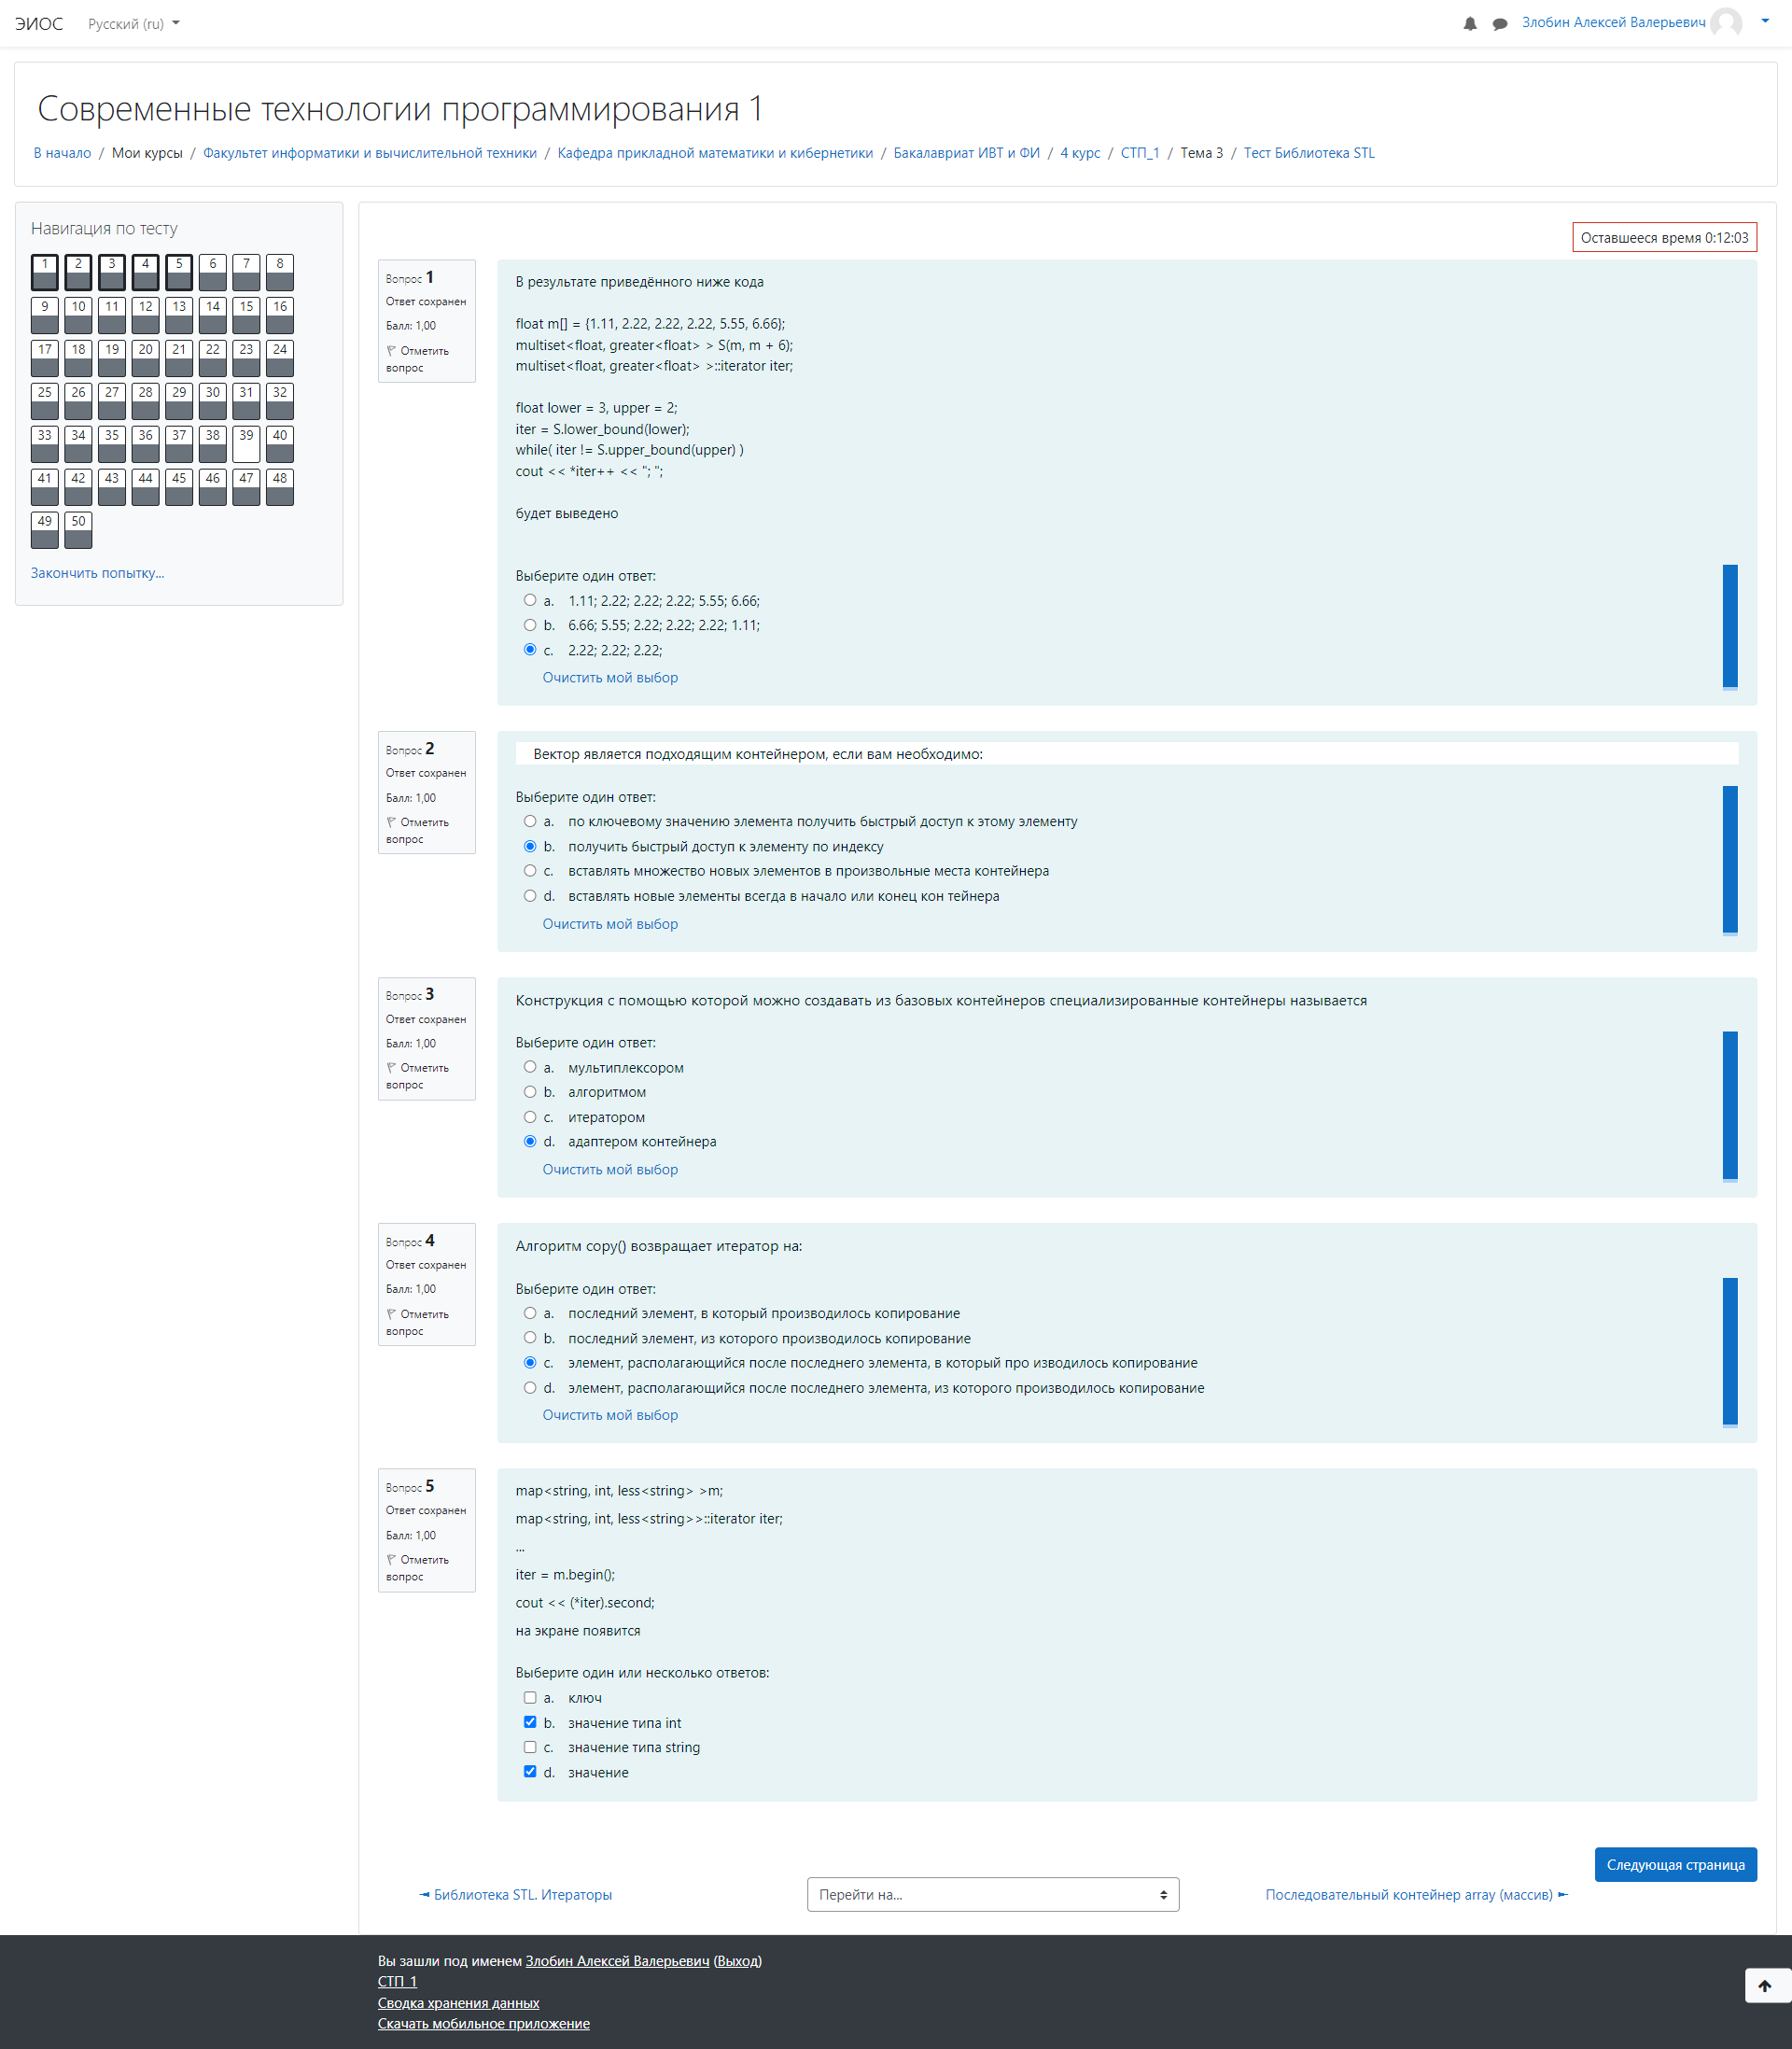 ЭИОС Русский (ru) Злобин Алексей Валерьевич
Современные технологии программирования 1
В начало / Мои курсы / Факультет информатики и вычислительной техники / Кафедра прикладной математики и кибернетики / Бакалавриат ИВТ и ФИ / 4 курс / СТП_1 / Тема 3 / Тест Библиотека STL
Навигация по тесту
1 2 3 4 5 6 7 8
9 10 11 12 13 14 15 16
17 18 19 20 21 22 23 24
25 26 27 28 29 30 31 32
33 34 35 36 37 38 39 40
41 42 43 44 45 46 47 48
49 50
Закончить попытку...
Оставшееся время 0:12:03
Вопрос 1
Ответ сохранен
Балл: 1,00
Отметить
вопрос
В результате приведённого ниже кода
float m[] = {1.11, 2.22, 2.22, 2.22, 5.55, 6.66};
multiset<float, greater<float> > S(m, m + 6);
multiset<float, greater<float> >::iterator iter;
float lower = 3, upper = 2;
iter = S.lower_bound(lower);
while( iter != S.upper_bound(upper) )
cout << *iter++ << "; ";
будет выведено
Выберите один ответ:
a. 1.11; 2.22; 2.22; 2.22; 5.55; 6.66;
b. 6.66; 5.55; 2.22; 2.22; 2.22; 1.11;
c. 2.22; 2.22; 2.22;
Очистить мой выбор
Вопрос 2
Ответ сохранен
Балл: 1,00
Отметить
вопрос
Вектор является подходящим контейнером, если вам необходимо:
Выберите один ответ:
a. по ключевому значению элемента получить быстрый доступ к этому элементу
b. получить быстрый доступ к элементу по индексу
c. вставлять множество новых элементов в произвольные места контейнера
d. вставлять новые элементы всегда в начало или конец кон тейнера
Очистить мой выбор
Вопрос 3
Ответ сохранен
Балл: 1,00
Отметить
вопрос
Конструкция с помощью которой можно создавать из базовых контейнеров специализированные контейнеры называется
Выберите один ответ:
a. мультиплексором
b. алгоритмом
c. итератором
d. адаптером контейнера
Очистить мой выбор
Вопрос 4
Ответ сохранен
Балл: 1,00
Отметить
вопрос
Алгоритм copy() возвращает итератор на:
Выберите один ответ:
a. последний элемент, в который производилось копирование
b. последний элемент, из которого производилось копирование
c. элемент, располагающийся после последнего элемента, в который про изводилось копирование
d. элемент, располагающийся после последнего элемента, из которого производилось копирование
Очистить мой выбор
Вопрос 5
Ответ сохранен
Балл: 1,00
Отметить
вопрос
map<string, int, less<string> >m;
map<string, int, less<string>>::iterator iter;
...
iter = m.begin();
cout << (*iter).second;
на экране появится
Выберите один или несколько ответов:
a. ключ
b. значение типа int
c. значение типа string
d. значение
Следующая страница
◄ Библиотека STL. Итераторы
Перейти на...
Последовательный контейнер array (массив) ►
Вы зашли под именем Злобин Алексей Валерьевич (Выход)
СТП_1
Сводка хранения данных
Скачать мобильное приложение